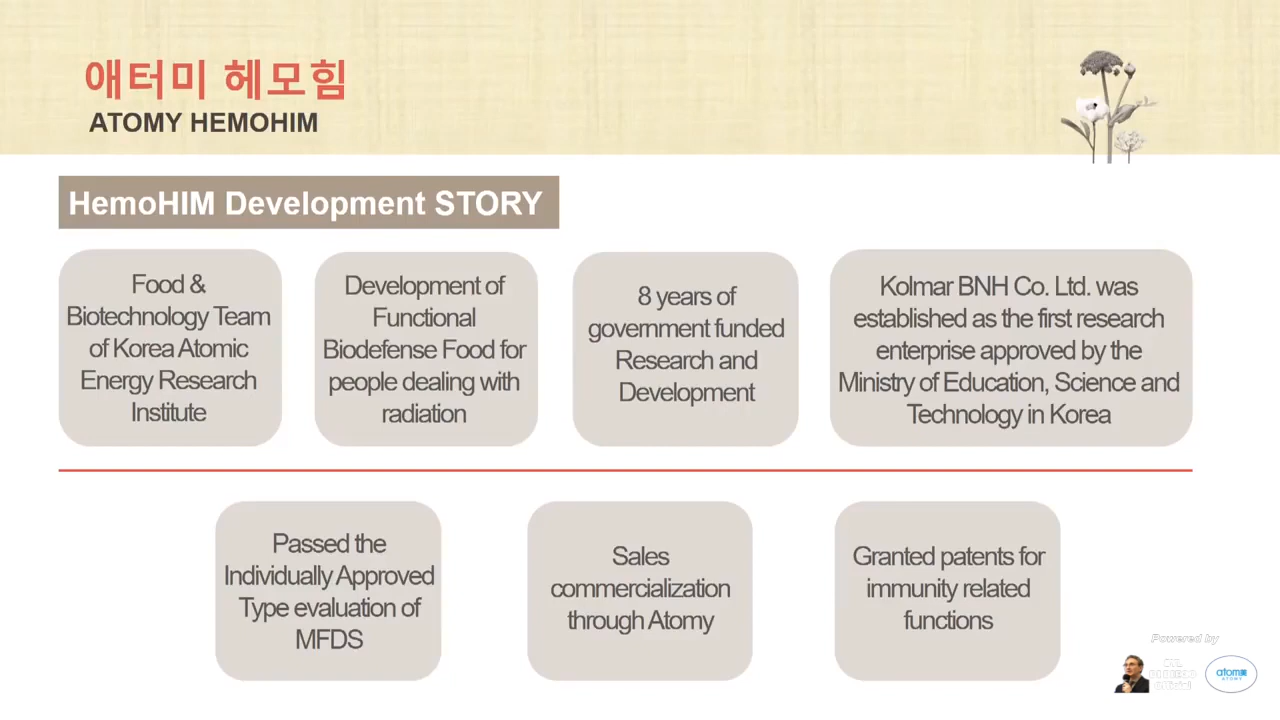 애터미 헤모힘
ATOMY HEMOHIM
HemoHIM Development STORY
Food &
Biotechnology Team
of Korea Atomic
Energy Research
Institute
Development of
Functional
Biodefense Food for
people dealing with
radiation
8 years of
government funded
Research and
Development
Kolmar BNH Co. Ltd. was
established as the first research
enterprise approved by the
Ministry of Education, Science and
Technology in Korea
Passed the
Individually Approved
Type evaluation of
MFDS
Sales
commercialization
through Atomy
Granted patents for
immunity related
functions
Powered by
Official
atom
ATOMY